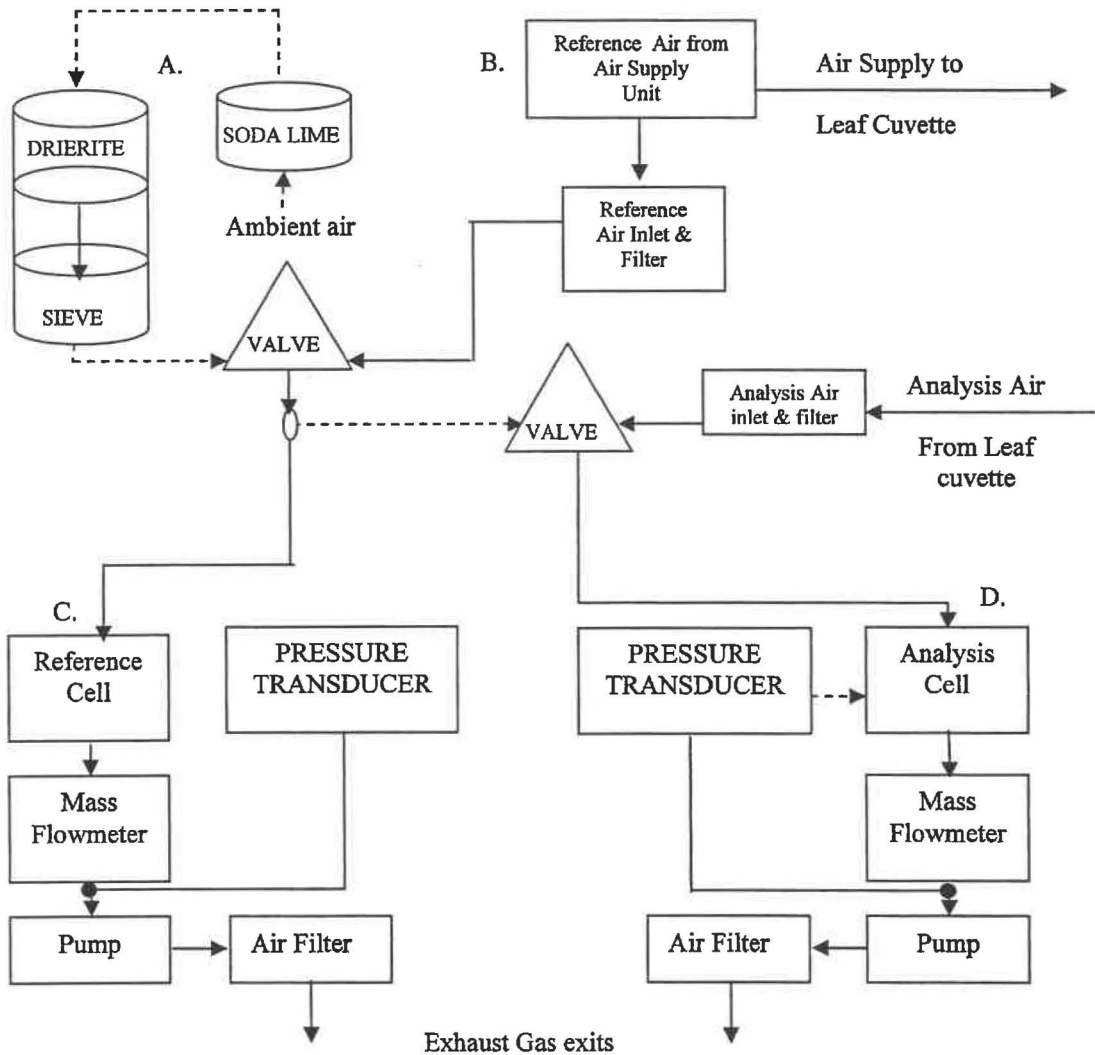 A.
B.
Reference Air from
Air Supply
Unit
Air Supply to
Leaf Cuvette
DRIERITE
SODA LIME
Ambient air
Reference
Air Inlet &
Filter
SIEVE
VALVE
VALVE
Analysis Air
inlet & filter
Analysis Air
From Leaf
cuvette
C.
D.
Reference
Cell
PRESSURE
TRANSDUCER
PRESSURE
TRANSDUCER
Analysis
Cell
Mass
Flowmeter
Mass
Flowmeter
Pump
Air Filter
Air Filter
Pump
Exhaust Gas exits